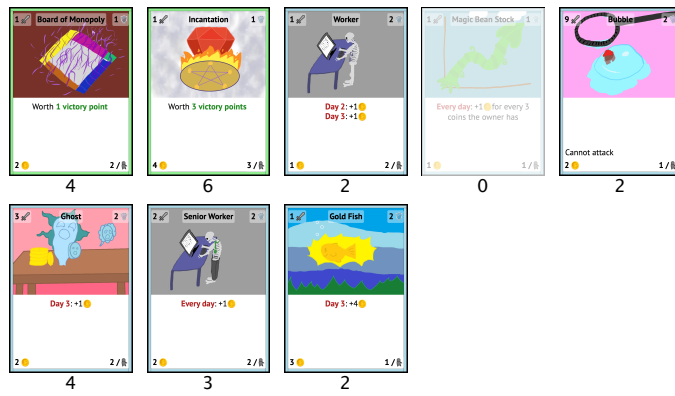 1 Board of Monopoly 1
Worth 1 victory point
2 2 /
4
1 Incantation 1
Worth 3 victory points
4 3 /
6
1 Worker 2
Day 2: +1
Day 3: +1
1 2 /
2
1 Magic Bean Stock 1
Every day: +1 for every 3
coins the owner has
1 1 /
0
9 Bubble 2
Cannot attack
2 1 /
2
3 Ghost 2
Day 3: +1
2 2 /
4
2 Senior Worker 2
Every day: +1
2 2 /
3
1 Gold Fish 2
Day 3: +4
3 1 /
2